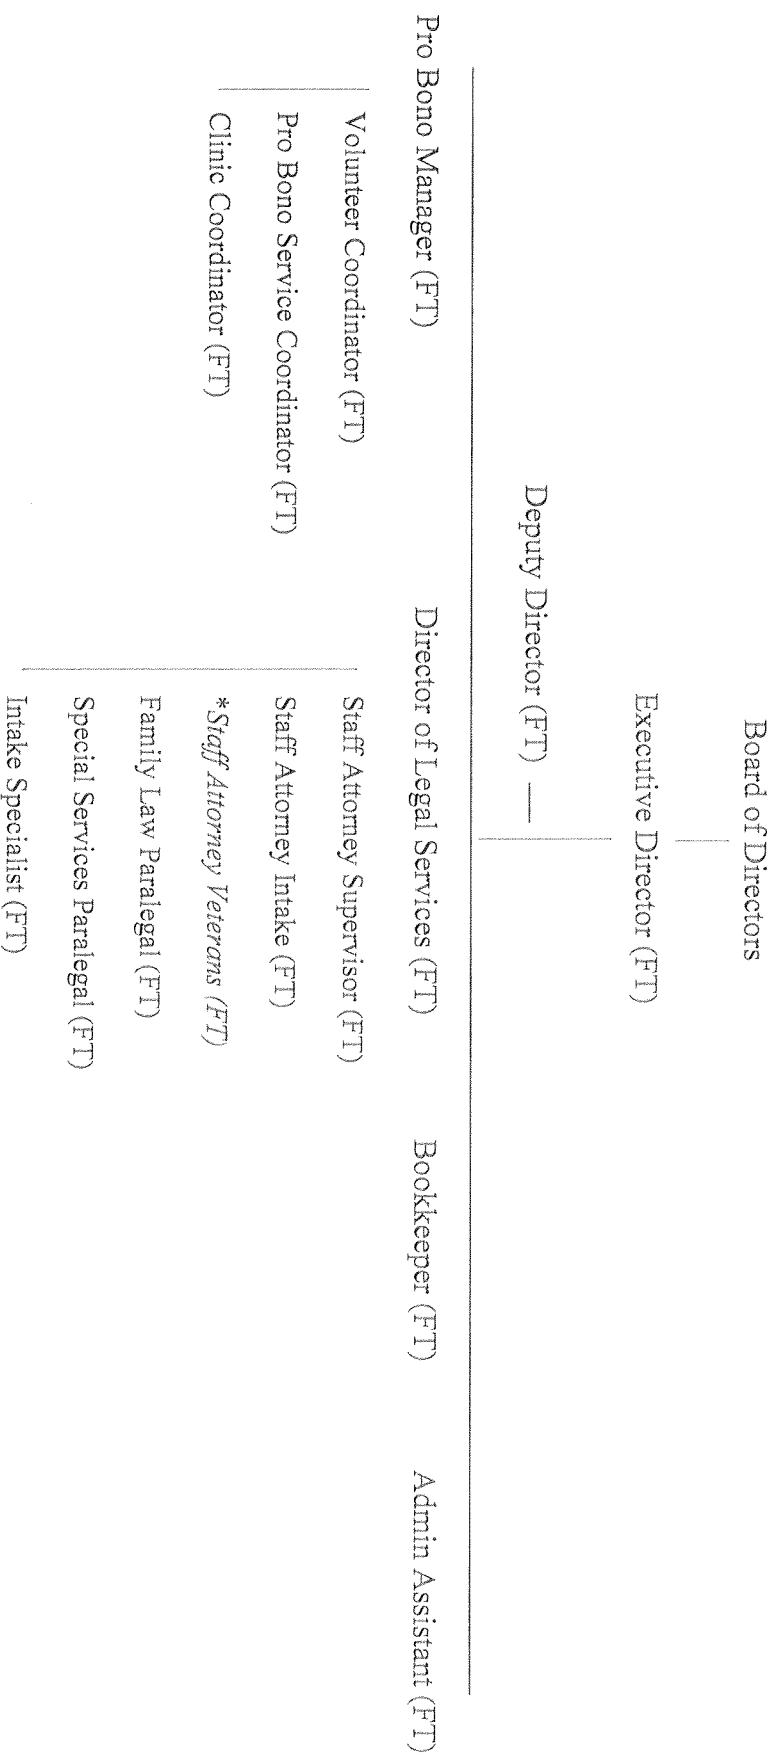 Board of Directors
Executive Director (FT)
Deputy Director (FT)
Pro Bono Manager (FT)
Director of Legal Services (FT)
Bookkeeper (FT)
Admin Assistant (FT)
Volunteer Coordinator (FT)
Pro Bono Service Coordinator (FT)
Clinic Coordinator (FT)
Staff Attorney Supervisor (FT)
Staff Attorney Intake (FT)
*Staff Attorney Veterans (FT)
Family Law Paralegal (FT)
Special Services Paralegal (FT)
Intake Specialist (FT)